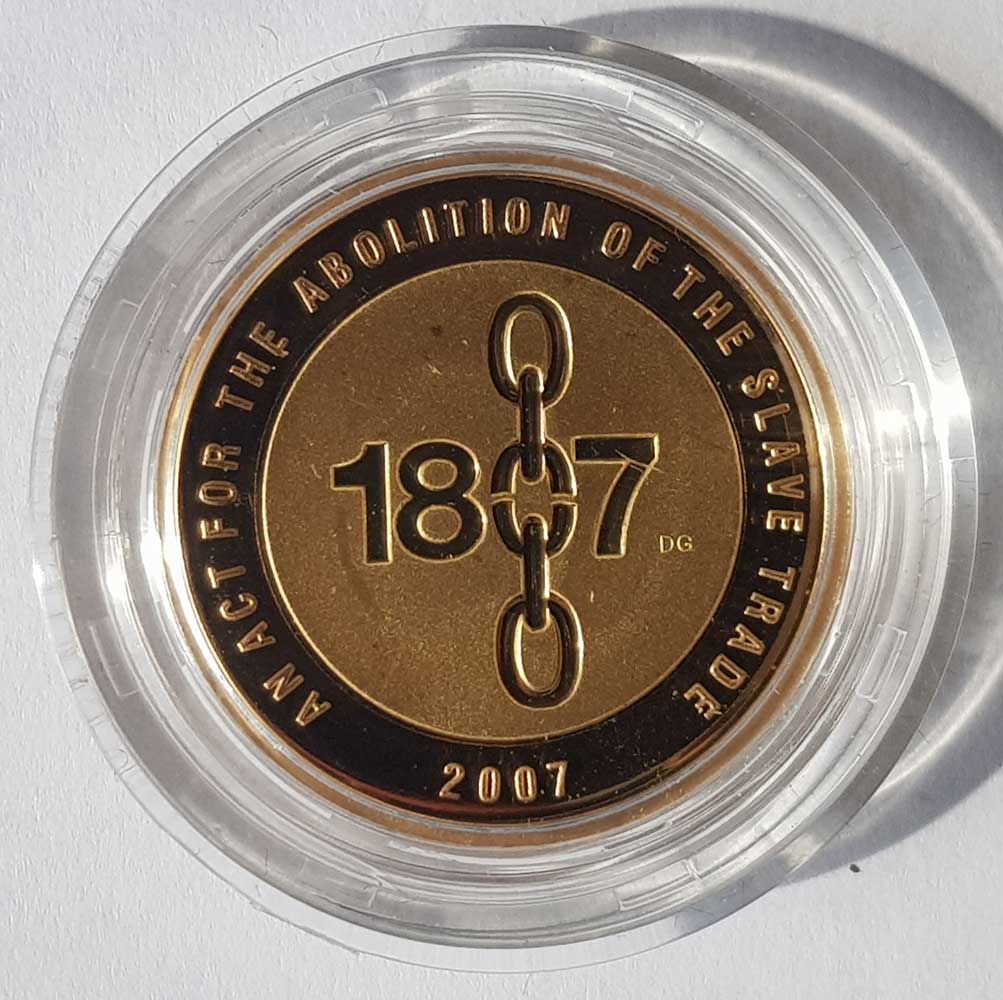 AN ACT FOR THE ABOLITION OF THE SLAVE TRADE
1807
DG
2007